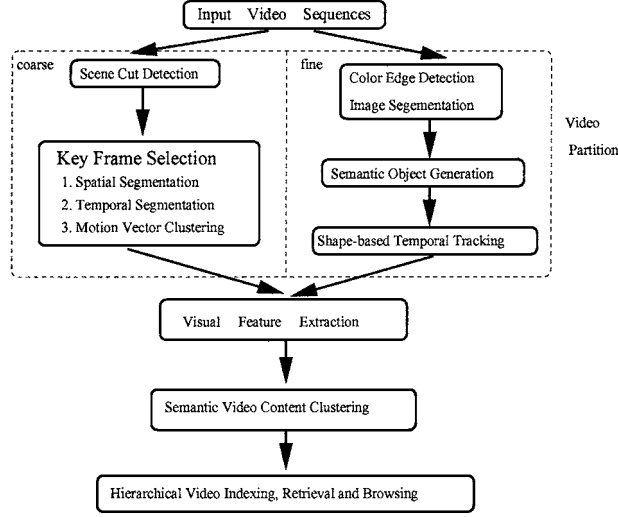 Input Video Sequences
coarse
Scene Cut Detection
Key Frame Selection
1. Spatial Segmentation
2. Temporal Segmentation
3. Motion Vector Clustering
fine
Color Edge Detection
Image Segementation
Semantic Object Generation
Shape-based Temporal Tracking
Video
Partition
Visual Feature Extraction
Semantic Video Content Clustering
Hierarchical Video Indexing, Retrieval and Browsing